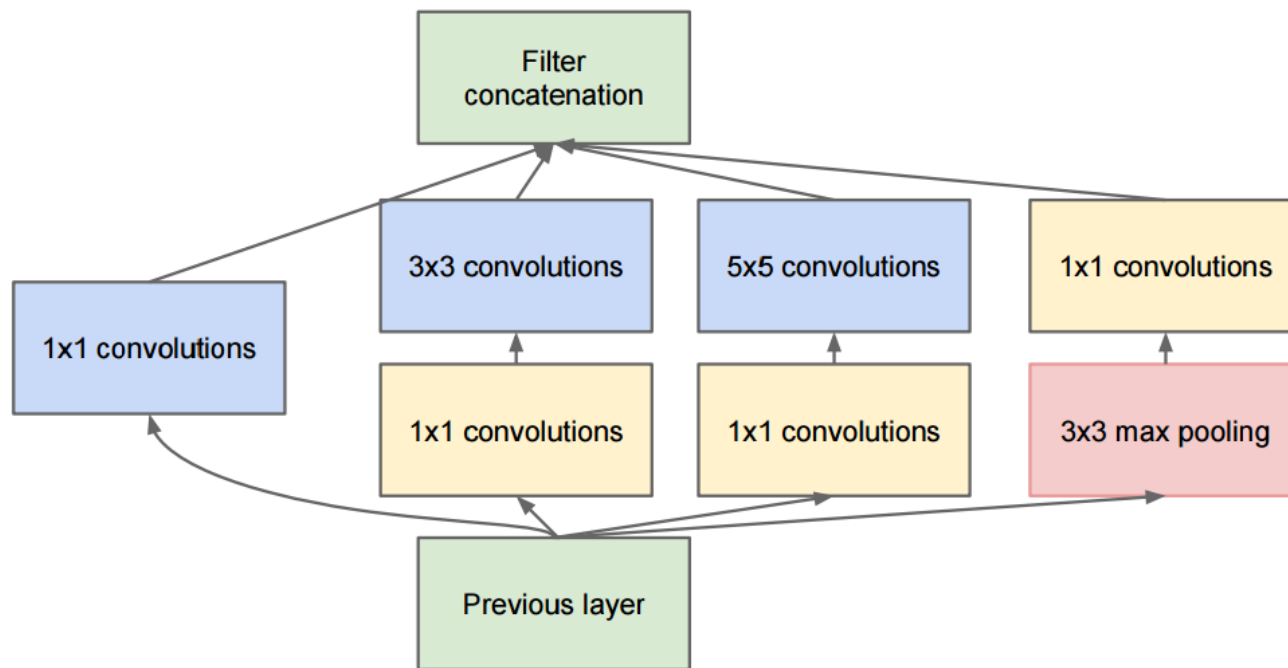 Filter
concatenation
3x3 convolutions
5x5 convolutions
1x1 convolutions
1x1 convolutions
1x1 convolutions
1x1 convolutions
3x3 max pooling
Previous layer